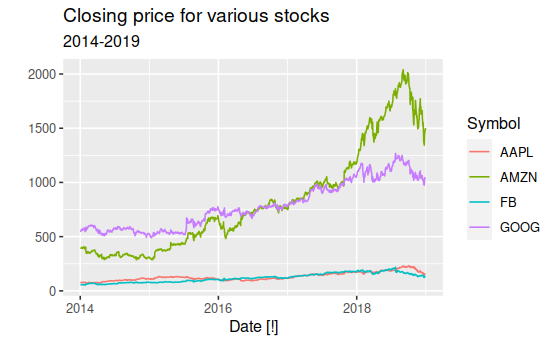 Closing price for various stocks
2014-2019
2000
1500
1000
500
0
2014 2016 2018
Date [!]
Symbol
AAPL
AMZN
FB
GOOG